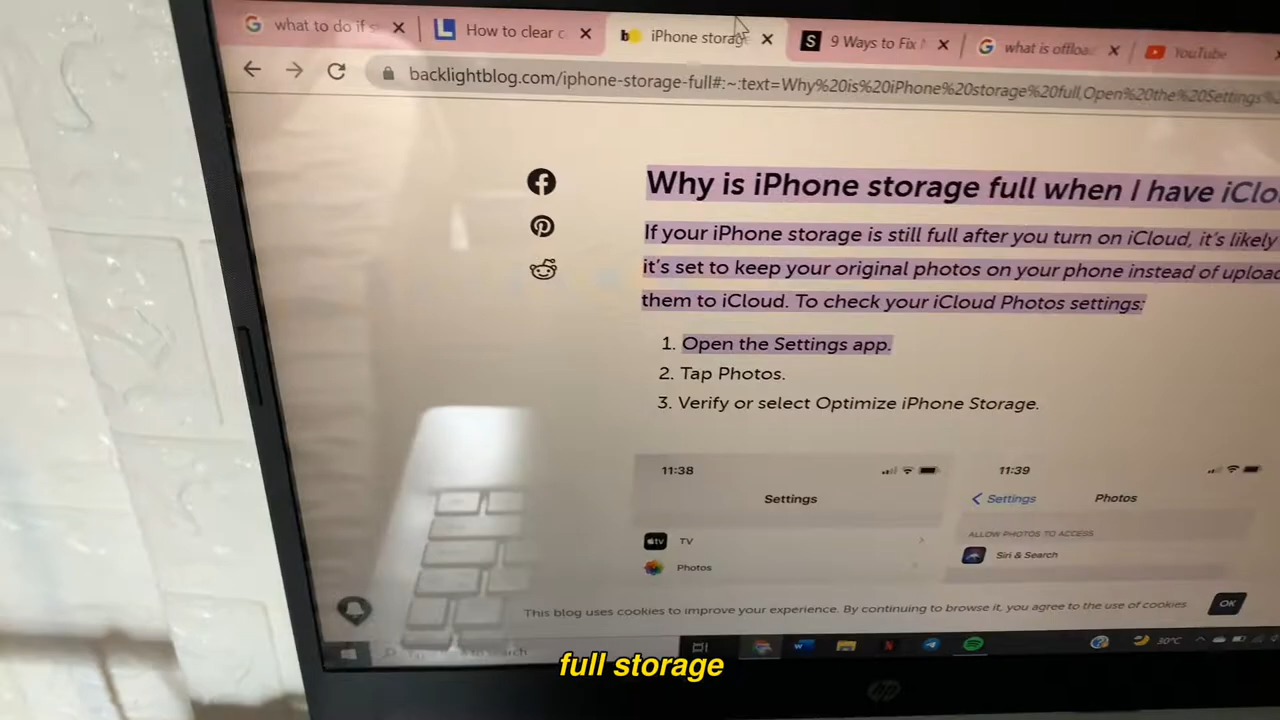 what to do if s
How to clear c
iPhone storage
9 Ways to Fix
what is offloa
YouTube
backlightblog.com/iphone-storage-full#:~:text=Why%20is%20iPhone%20storage%20full,Open%20the%20Settings%
Why is iPhone storage full when I have iClo
If your iPhone storage is still full after you turn on iCloud, it's likely
it's set to keep your original photos on your phone instead of upload
them to iCloud. To check your iCloud Photos settings:
1. Open the Settings app.
2. Tap Photos.
3. Verify or select Optimize iPhone Storage.
11:38
11:39
Settings
Settings
Photos
ALLOW PHOTOS TO ACCESS
tv
TV
Siri & Search
Photos
This blog uses cookies to improve your experience. By continuing to browse it, you agree to the use of cookies
OK
search
30°C
full storage
hp